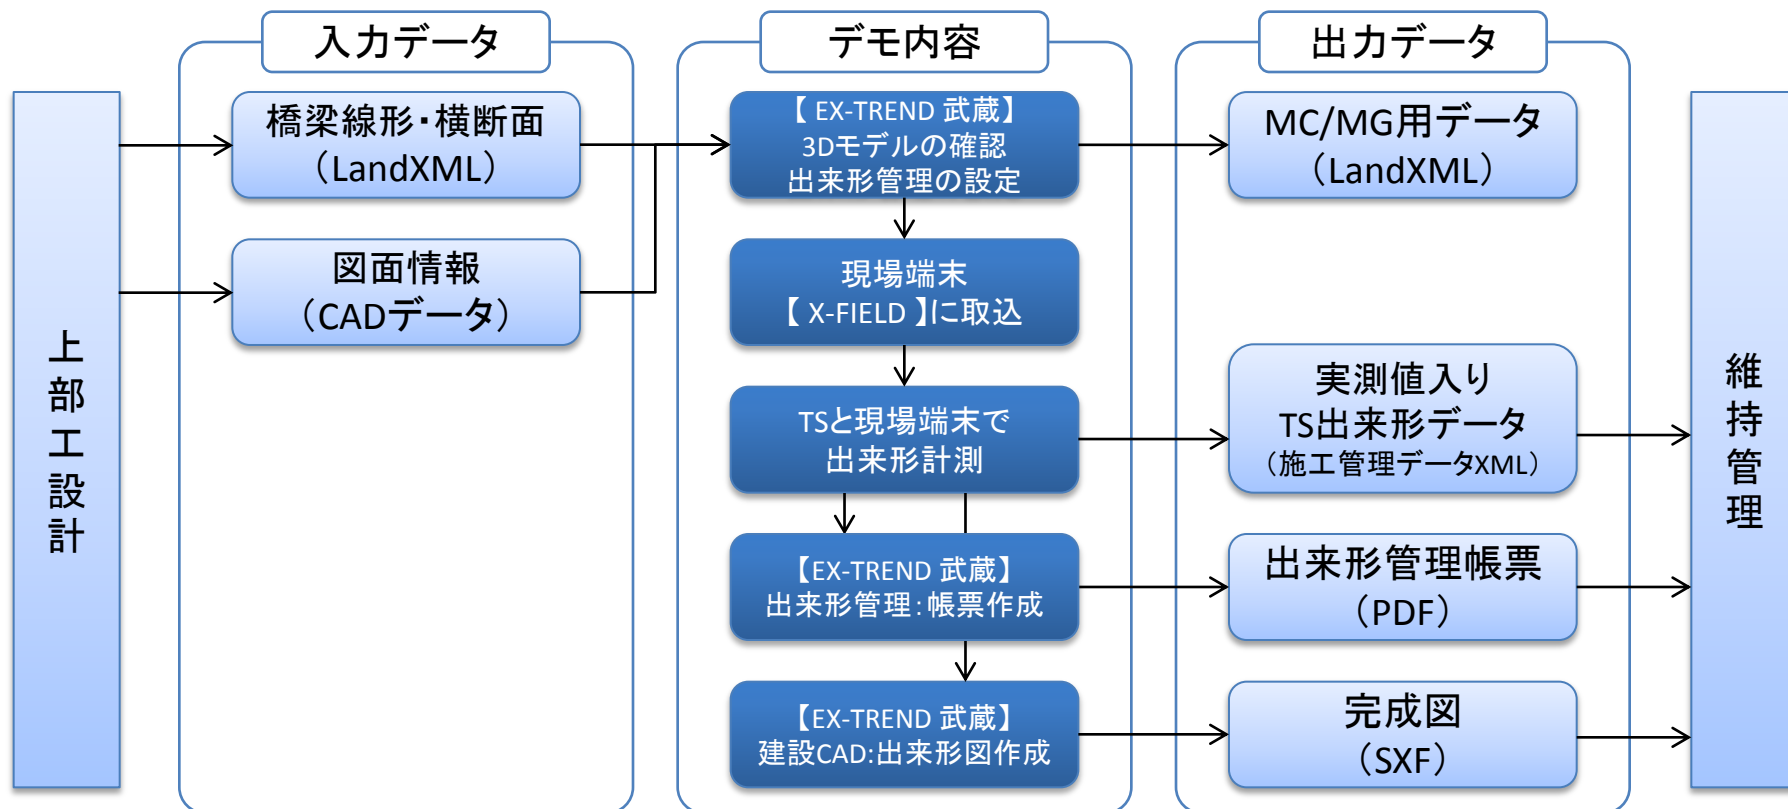 上部工設計
入力データ
橋梁線形・横断面
（LandXML）
図面情報
（CADデータ）
デモ内容
【 EX-TREND 武蔵】
3Dモデルの確認
出来形管理の設定
現場端末
【 X-FIELD 】に取込
TSと現場端末で
出来形計測
【EX-TREND 武蔵】
出来形管理：帳票作成
【EX-TREND 武蔵】
建設CAD:出来形図作成
出力データ
MC/MG用データ
（LandXML）
実測値入り
TS出来形データ
（施工管理データXML）
出来形管理帳票
（PDF）
完成図
（SXF）
維持管理